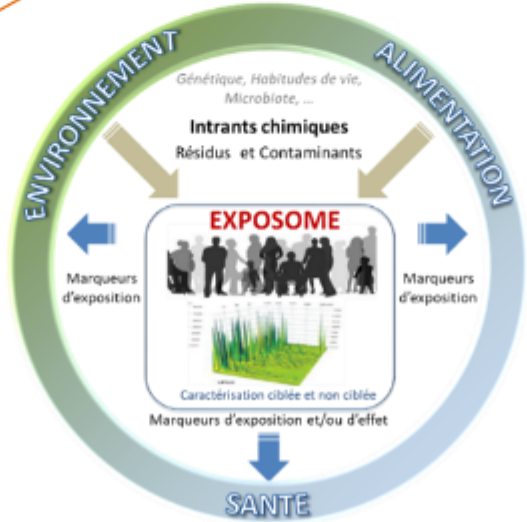 ENVIRONNEMENT
ALIMENTATION
Génétique, Habitudes de vie,
Microbiote, ...
Intrants chimiques
Résidus et Contaminants
EXPOSOME
Marqueurs
d'exposition
Marqueurs
d'exposition
Caractérisation ciblée et non ciblée
Marqueurs d'exposition et/ou d'effet
SANTE